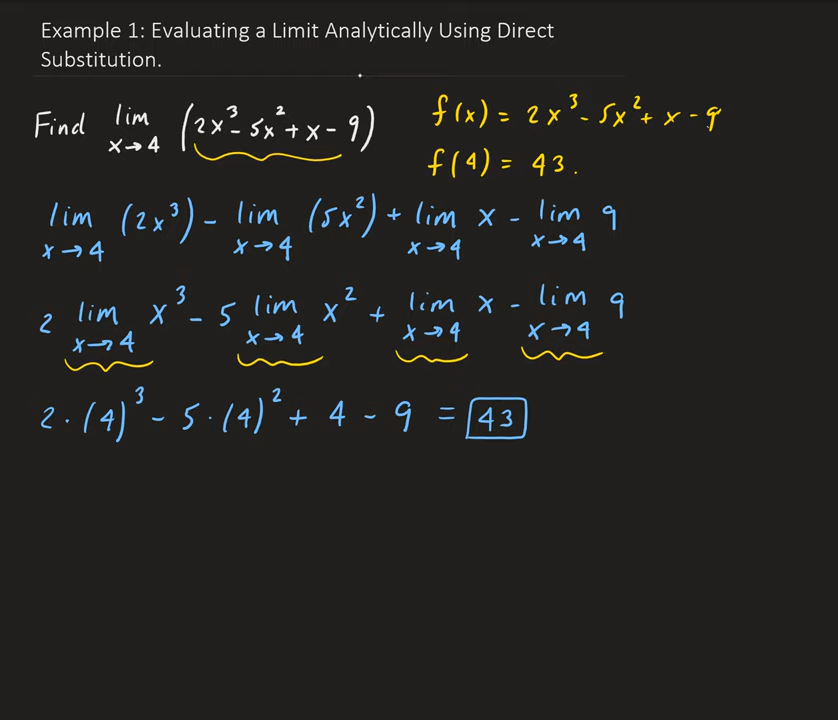 Example 1: Evaluating a Limit Analytically Using Direct
Substitution.
Find lim x→4 (2x³ - 5x² + x - 9)
f(x) = 2x³ - 5x² + x - 9
f(4) = 43.
lim x→4 (2x³) - lim x→4 (5x²) + lim x→4 x - lim x→4 9
2 lim x→4 x³ - 5 lim x→4 x² + lim x→4 x - lim x→4 9
2 · (4)³ - 5 · (4)² + 4 - 9 = 43